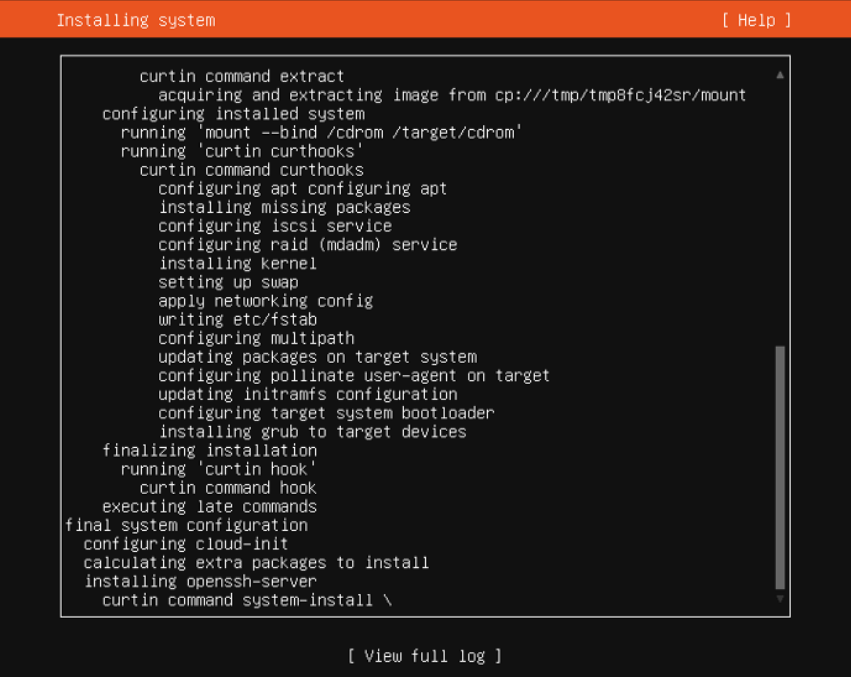 Installing system
[ Help ]
curtin command extract
acquiring and extracting image from cp:///tmp/tmp8fcj42sr/mount
configuring installed system
running 'mount --bind /cdrom /target/cdrom'
running 'curtin curthooks'
curtin command curthooks
configuring apt configuring apt
installing missing packages
configuring iscsi service
configuring raid (mdadm) service
installing kernel
setting up swap
apply networking config
writing etc/fstab
configuring multipath
updating packages on target system
configuring pollinate user-agent on target
updating initramfs configuration
configuring target system bootloader
installing grub to target devices
finalizing installation
running 'curtin hook'
curtin command hook
executing late commands
final system configuration
configuring cloud-init
calculating extra packages to install
installing openssh-server
curtin command system-install \
[ View full log ]